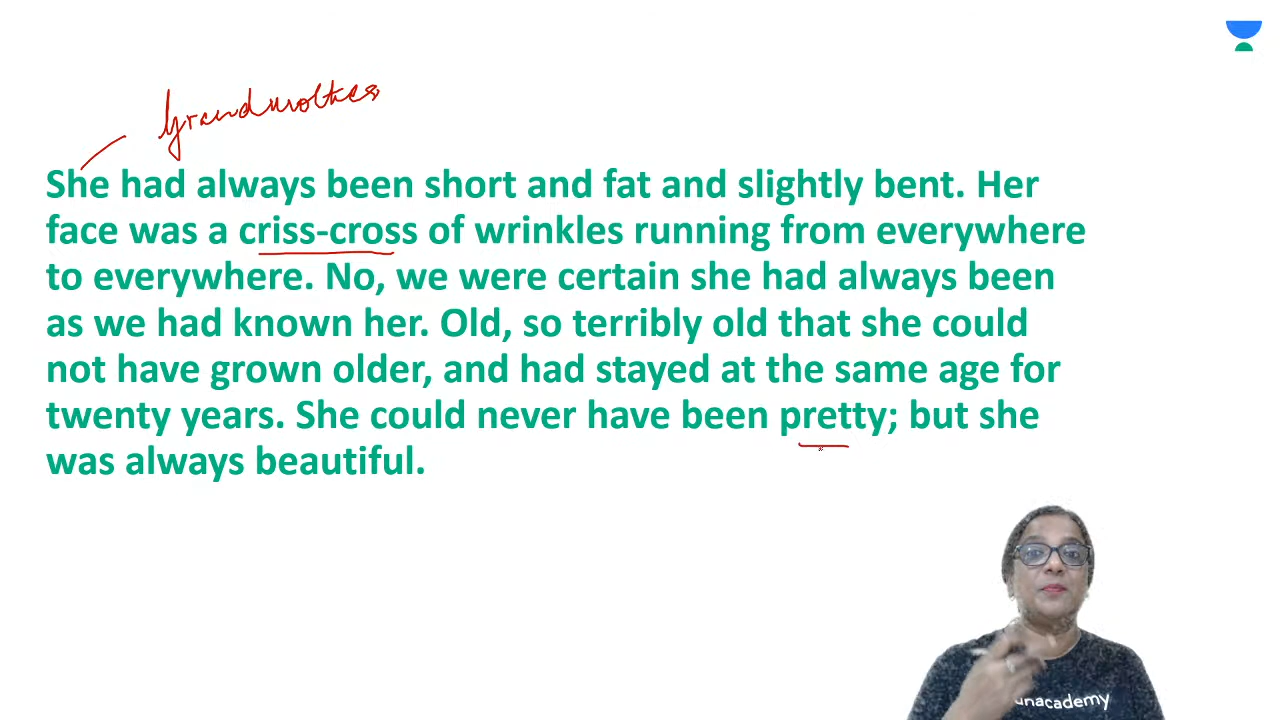 Grandmother
She had always been short and fat and slightly bent. Her
face was a criss-cross of wrinkles running from everywhere
to everywhere. No, we were certain she had always been
as we had known her. Old, so terribly old that she could
not have grown older, and had stayed at the same age for
twenty years. She could never have been pretty; but she
was always beautiful.
unacademy